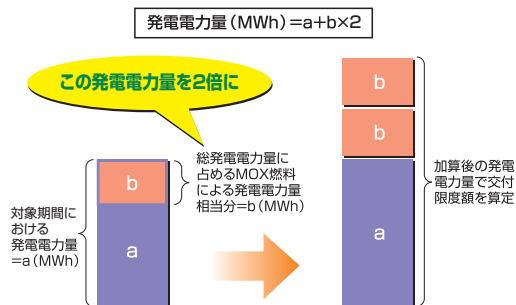 発電電力量（MWh）＝a＋b×2
この発電電力量を2倍に
b
b
b
a
a
総発電電力量に
占めるMOX燃料
による発電電力量
相当分＝b（MWh）
対象期間に
おける
発電電力量
＝a（MWh）
加算後の発電
電力量で交付
限度額を算定